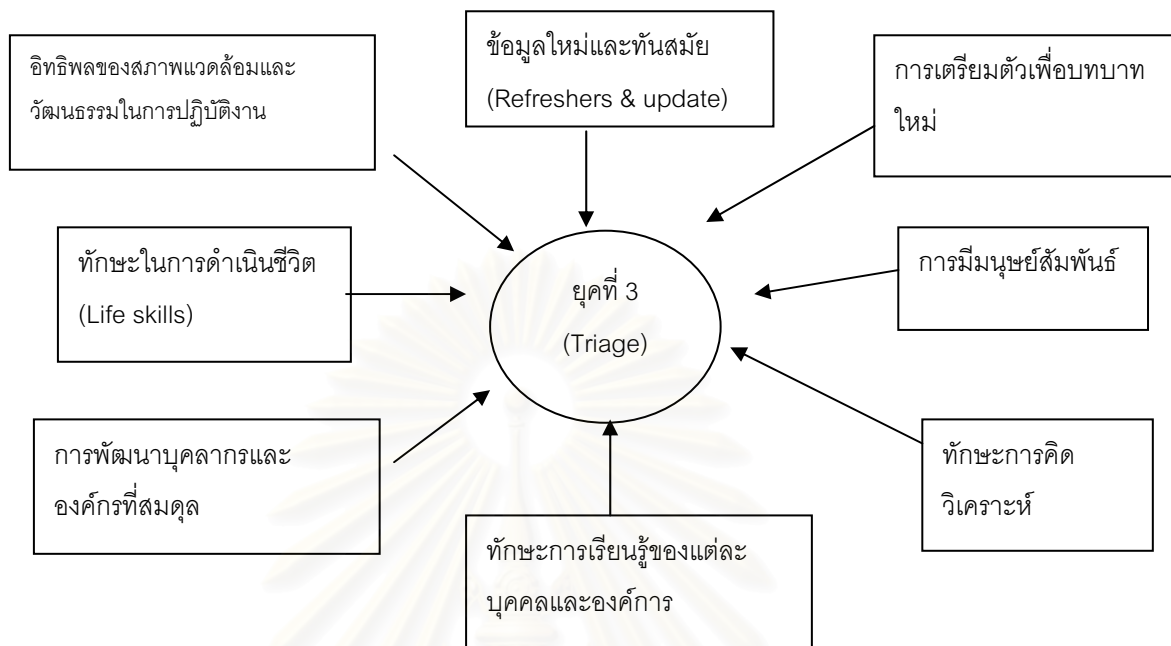 อิทธิพลของสภาพแวดล้อมและ
วัฒนธรรมในการปฏิบัติงาน
ข้อมูลใหม่และทันสมัย
(Refreshers & update)
การเตรียมตัวเพื่อบทบาท
ใหม่
ทักษะในการดำเนินชีวิต
(Life skills)
ยุคที่ 3
(Triage)
การมีมนุษย์สัมพันธ์
การพัฒนาบุคลากรและ
องค์กรที่สมดุล
ทักษะการเรียนรู้ของแต่ละ
บุคคลและองค์การ
ทักษะการคิด
วิเคราะห์